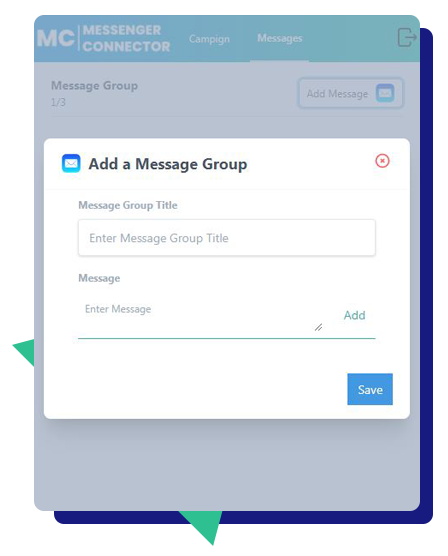 MC MESSENGER
CONNECTOR
Campign
Messages
Message Group
1/3
Add Message
Add a Message Group
Message Group Title
Enter Message Group Title
Message
Enter Message
Add
Save